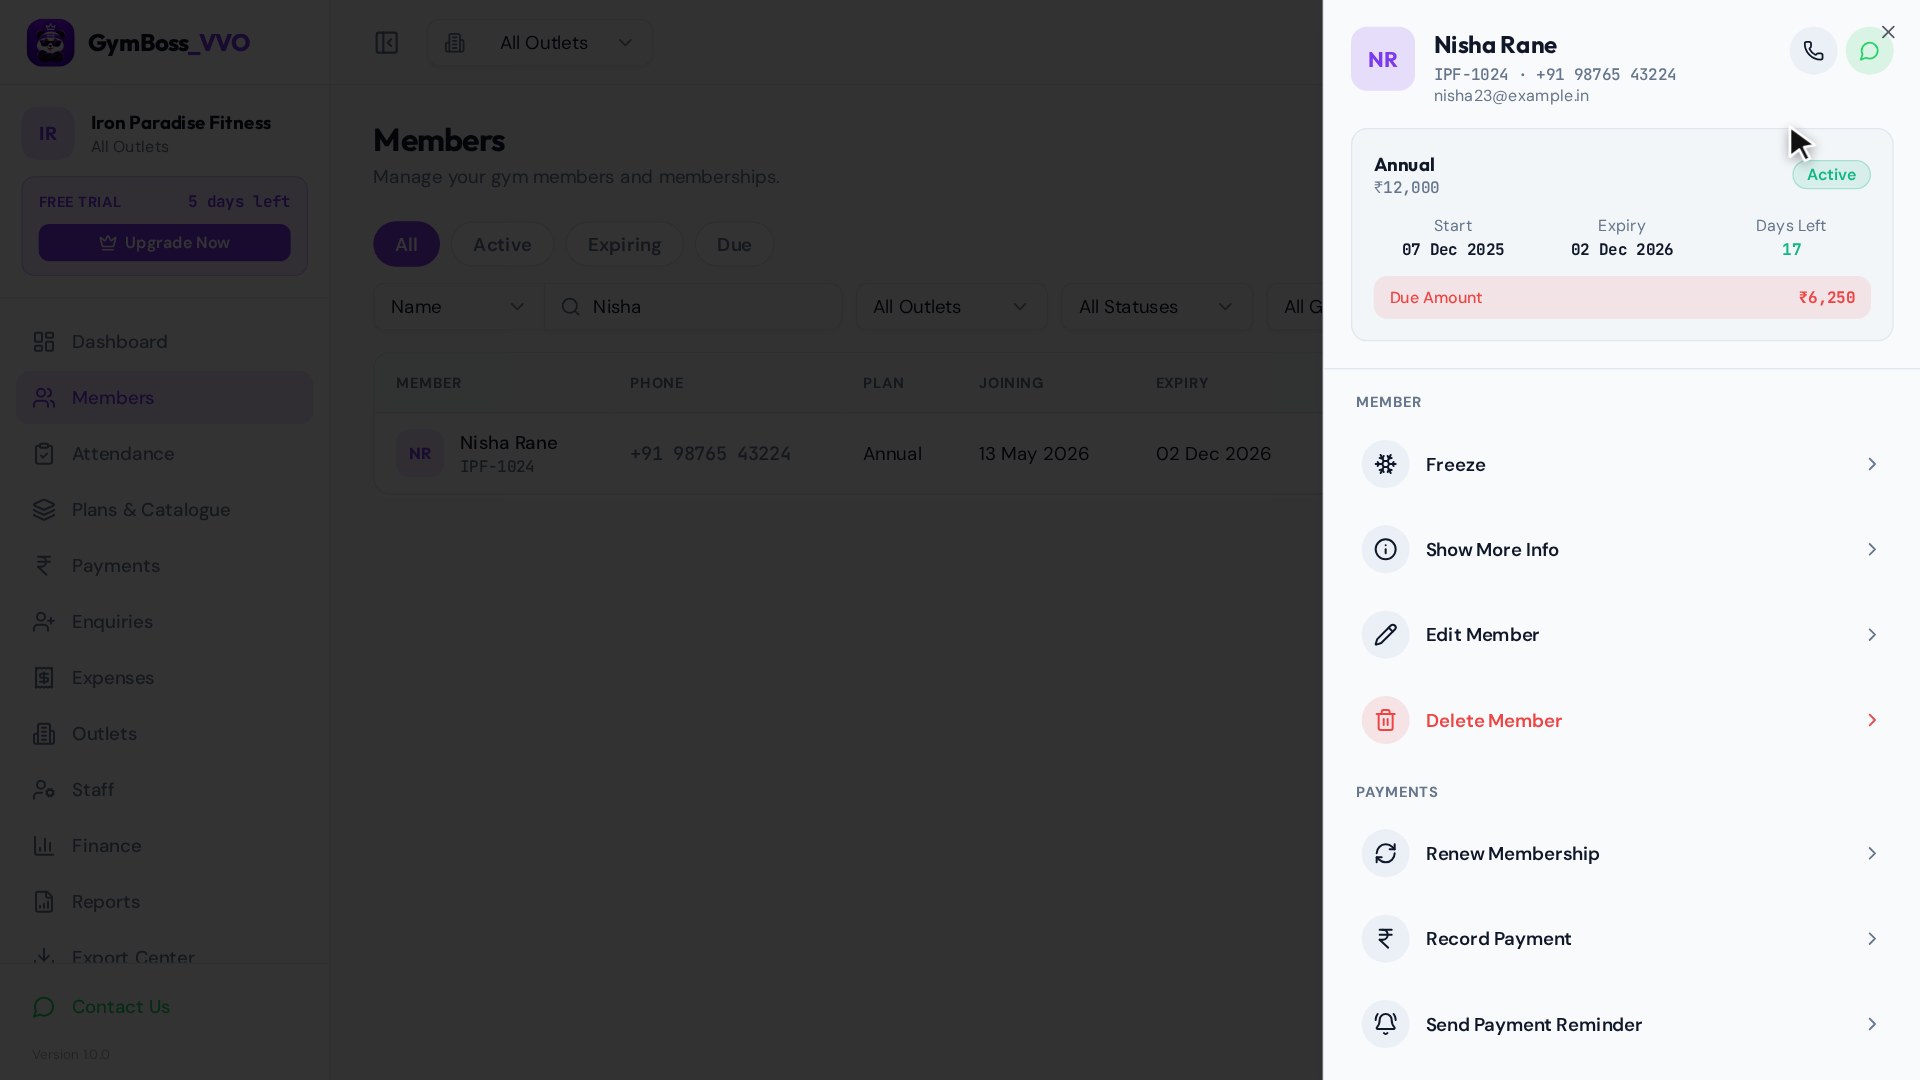 GymBoss_VVO
IR
Iron Paradise Fitness
All Outlets
FREE TRIAL
5 days left
Upgrade Now
Dashboard
Members
Attendance
Plans & Catalogue
Payments
Enquiries
Expenses
Outlets
Staff
Finance
Reports
Export Center
Contact Us
Version 1.0.0
All Outlets
Members
Manage your gym members and memberships.
All
Active
Expiring
Due
Name
Nisha
All Outlets
All Statuses
All G
MEMBER PHONE PLAN JOINING EXPIRY
NR
Nisha Rane
IPF-1024
+91 98765 43224
Annual
13 May 2026
02 Dec 2026
NR
Nisha Rane
IPF-1024 · +91 98765 43224
nisha23@example.in
Annual
₹12,000
Active
Start Expiry Days Left
07 Dec 2025 02 Dec 2026 17
Due Amount ₹6,250
MEMBER
Freeze
Show More Info
Edit Member
Delete Member
PAYMENTS
Renew Membership
Record Payment
Send Payment Reminder